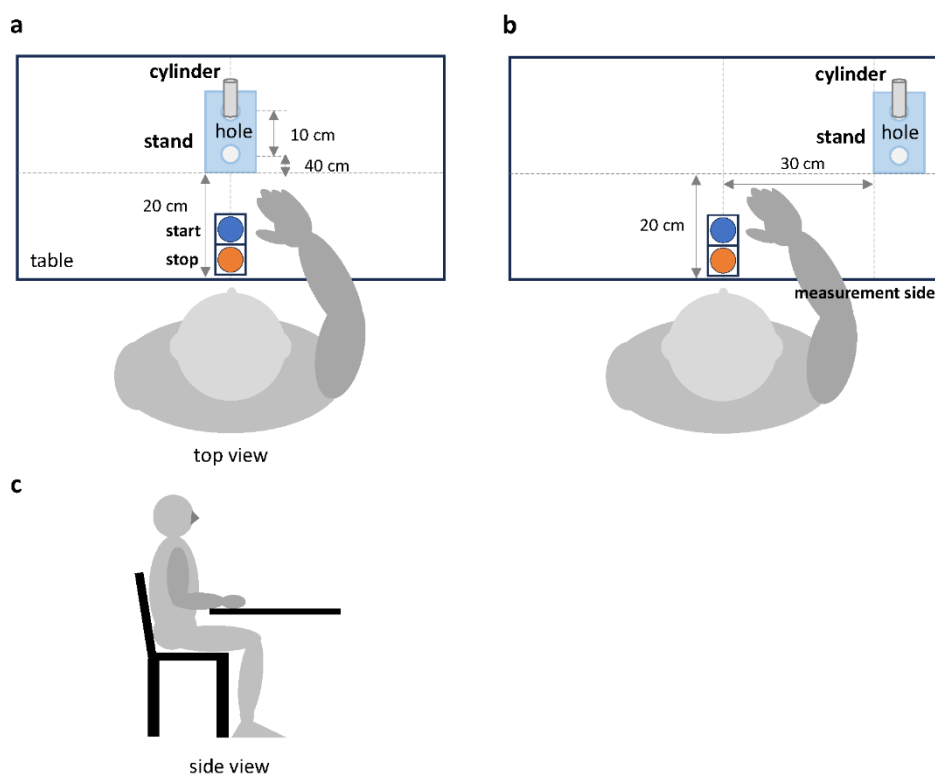 a
cylinder
hole
stand
10 cm
40 cm
20 cm
start
stop
table
top view
b
cylinder
hole
stand
30 cm
20 cm
measurement side
c
side view